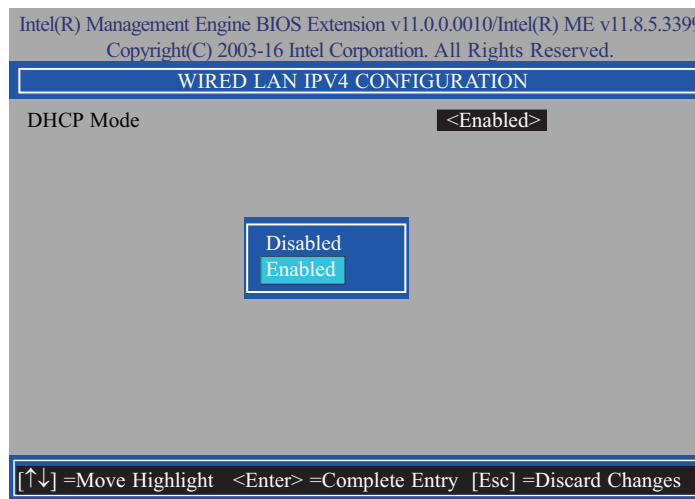 Intel(R) Management Engine BIOS Extension v11.0.0.0010/Intel(R) ME v11.8.5.3399
Copyright(C) 2003-16 Intel Corporation. All Rights Reserved.
WIRED LAN IPV4 CONFIGURATION
DHCP Mode <Enabled>
Disabled
Enabled
[↑↓] =Move Highlight <Enter> =Complete Entry [Esc] =Discard Changes